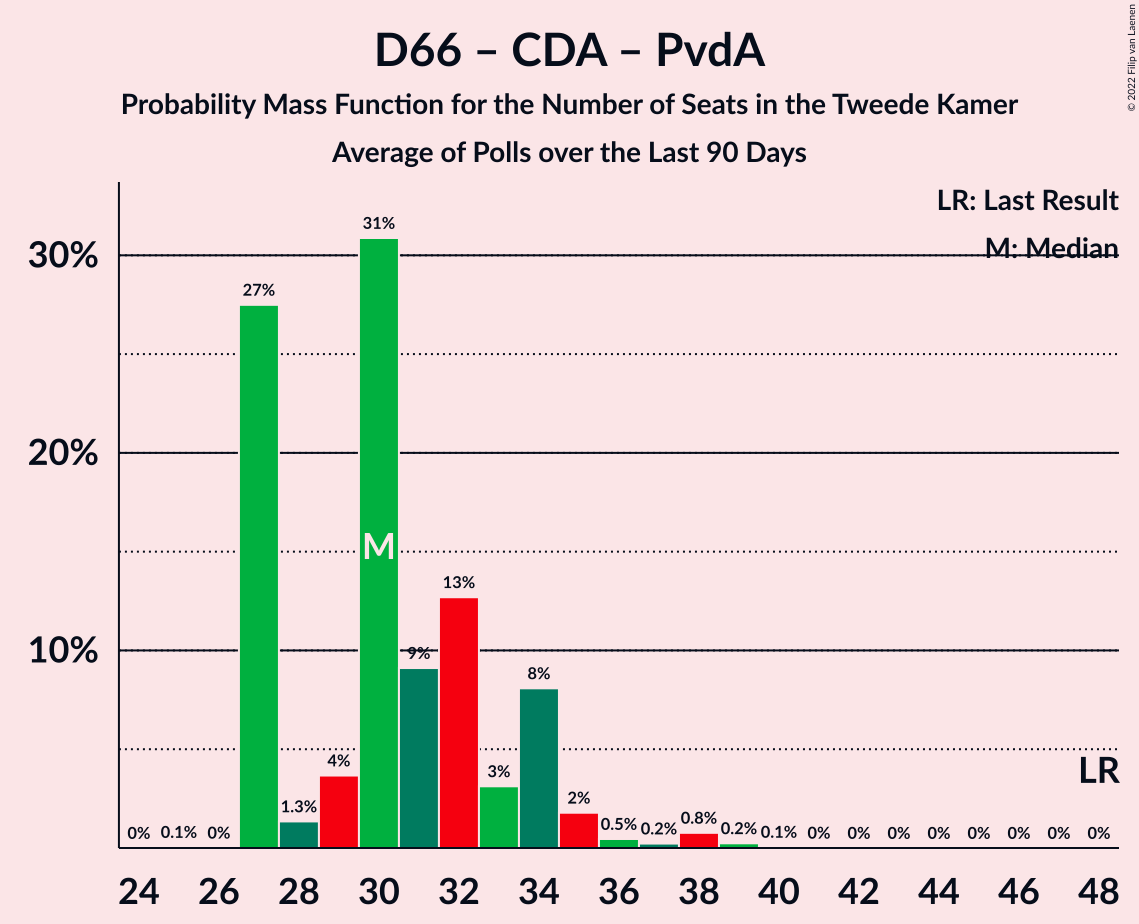 D66 – CDA – PvdA
Probability Mass Function for the Number of Seats in the Tweede Kamer
Average of Polls over the Last 90 Days
© 2022 Filip van Laenen
LR: Last Result
M: Median
30%
20%
10%
31%
27%
M
13%
9%
8%
LR
4%
3%
2%
1.3%
0% 0.1% 0% 0.5% 0.2% 0.8% 0.2% 0.1% 0% 0% 0% 0% 0% 0% 0% 0%
24 26 28 30 32 34 36 38 40 42 44 46 48